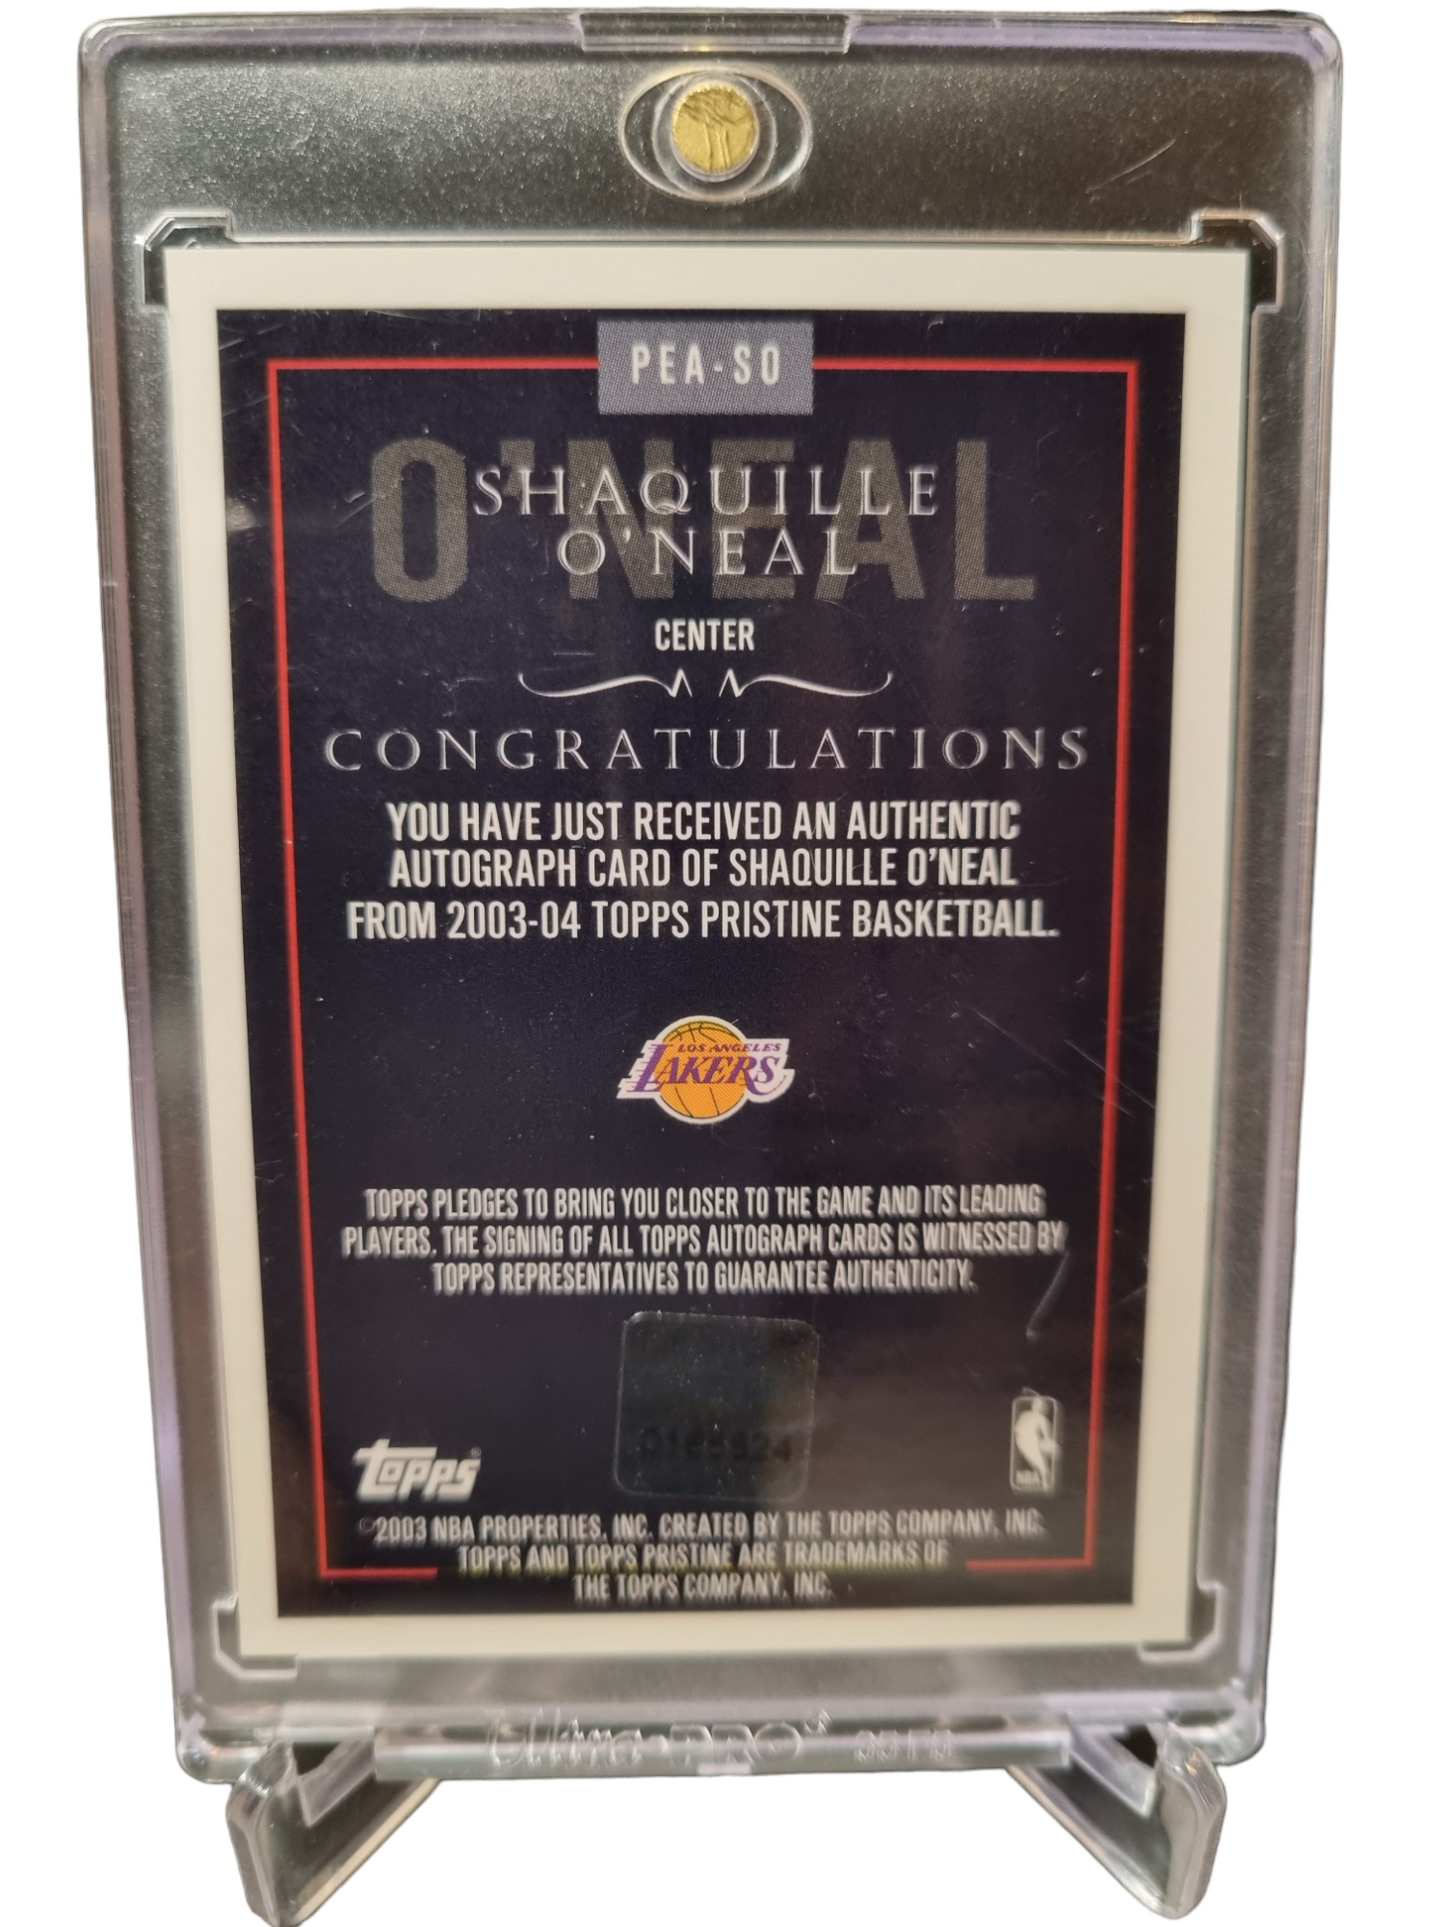 PEA-SO
O'NEAL
SHAQUILLE
O'NEAL
CENTER
CONGRATULATIONS
YOU HAVE JUST RECEIVED AN AUTHENTIC
AUTOGRAPH CARD OF SHAQUILLE O'NEAL
FROM 2003-04 TOPPS PRISTINE BASKETBALL.
LOS ANGELES
LAKERS
TOPPS PLEDGES TO BRING YOU CLOSER TO THE GAME AND ITS LEADING
PLAYERS. THE SIGNING OF ALL TOPPS AUTOGRAPH CARDS IS WITNESSED BY
TOPPS REPRESENTATIVES TO GUARANTEE AUTHENTICITY.
topps®
NBA
©2003 NBA PROPERTIES, INC. CREATED BY THE TOPPS COMPANY, INC.
TOPPS AND TOPPS PRISTINE ARE TRADEMARKS OF
THE TOPPS COMPANY, INC.
Ultra•PRO